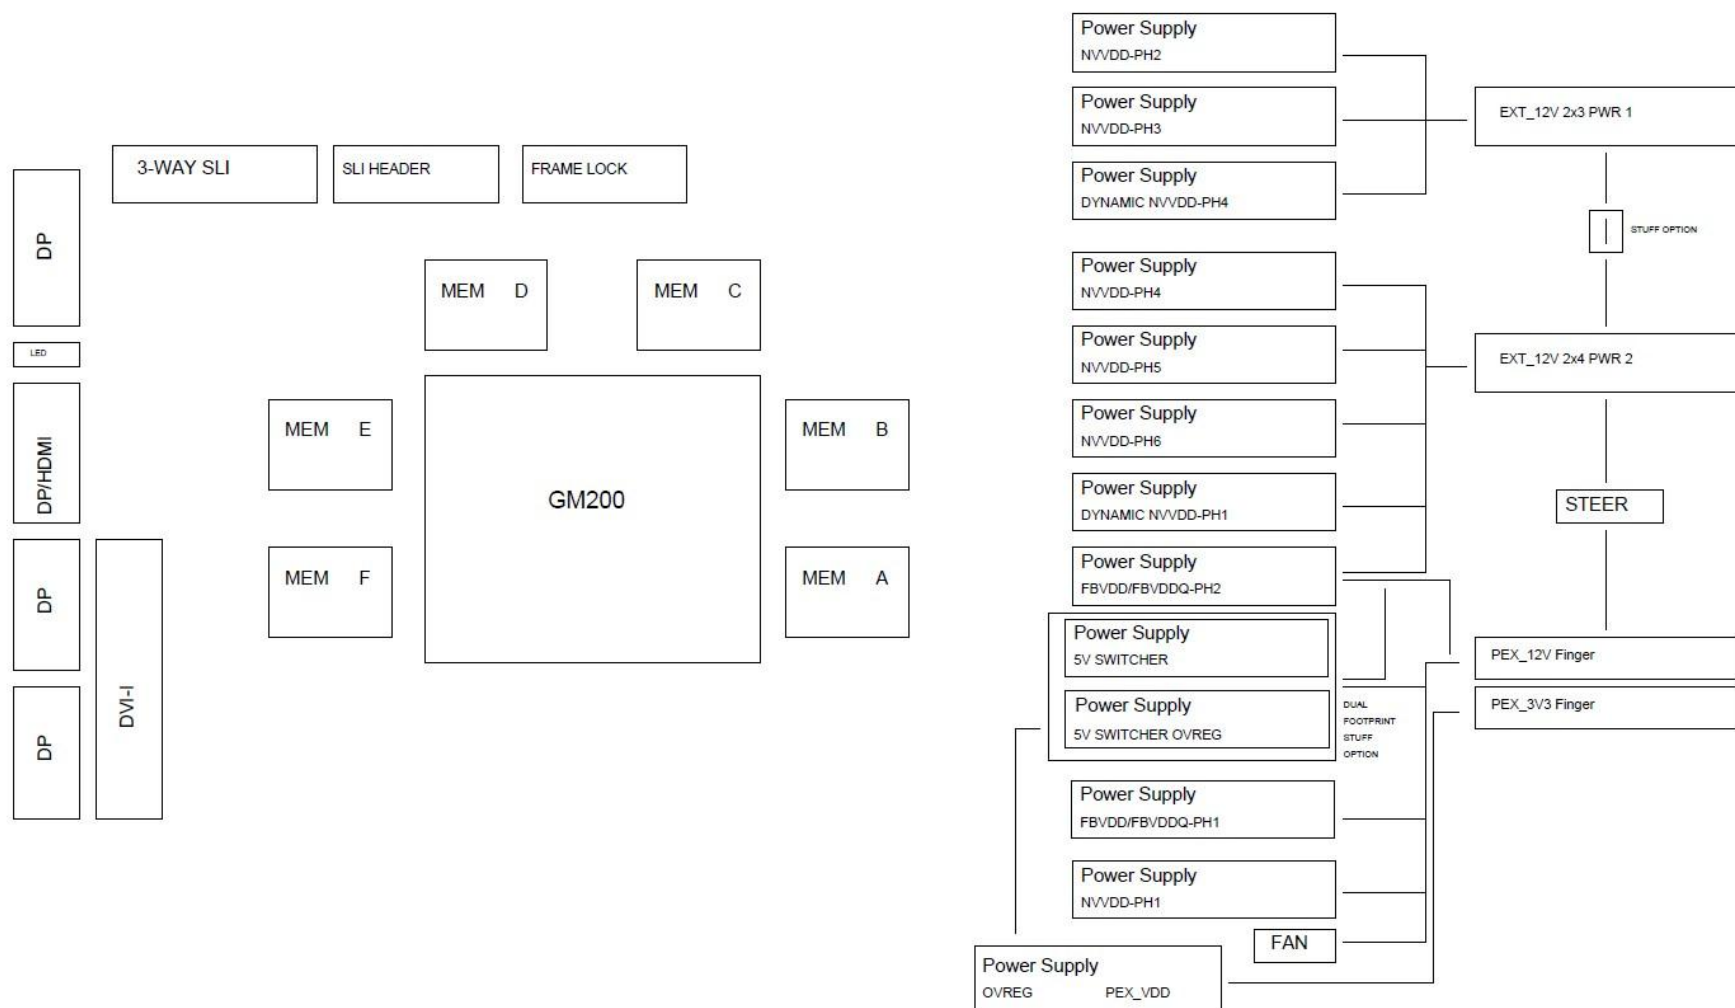 3-WAY SLI
SLI HEADER
FRAME LOCK
DP
LED
DP/HDMI
DP
DP
DVI-I
MEM D
MEM C
MEM E
MEM B
GM200
MEM F
MEM A
Power Supply
NVVDD-PH2
Power Supply
NVVDD-PH3
Power Supply
DYNAMIC NVVDD-PH4
Power Supply
NVVDD-PH4
Power Supply
NVVDD-PH5
Power Supply
NVVDD-PH6
Power Supply
DYNAMIC NVVDD-PH1
Power Supply
FBVDD/FBVDDQ-PH2
Power Supply
5V SWITCHER
Power Supply
5V SWITCHER OVREG
DUAL
FOOTPRINT
STUFF
OPTION
Power Supply
FBVDD/FBVDDQ-PH1
Power Supply
NVVDD-PH1
FAN
Power Supply
OVREG PEX_VDD
EXT_12V 2x3 PWR 1
STUFF OPTION
EXT_12V 2x4 PWR 2
STEER
PEX_12V Finger
PEX_3V3 Finger